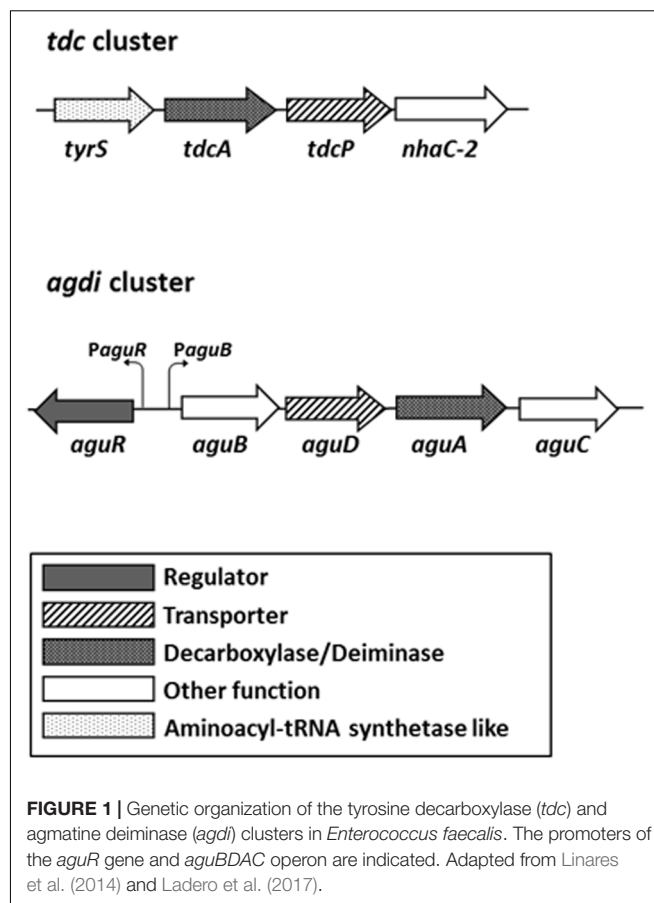 tdc cluster
tyrS tdcA tdcP nhaC-2
agdi cluster
PaguR PaguB
aguR aguB aguD aguA aguC
Regulator
Transporter
Decarboxylase/Deiminase
Other function
Aminoacyl-tRNA synthetase like
FIGURE 1 | Genetic organization of the tyrosine decarboxylase (tdc) and
agmatine deiminase (agdi) clusters in Enterococcus faecalis. The promoters of
the aguR gene and aguBDAC operon are indicated. Adapted from Linares
et al. (2014) and Ladero et al. (2017).